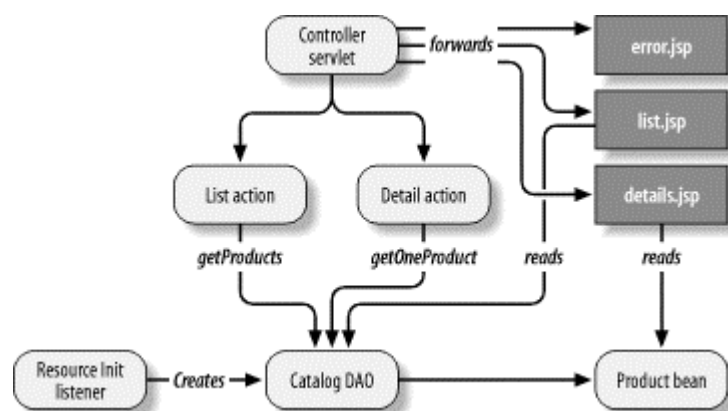 Controller
servlet
forwards
error.jsp
list.jsp
List action
Detail action
details.jsp
getProducts
getOneProduct
reads
reads
Resource Init
listener
Creates
Catalog DAO
Product bean